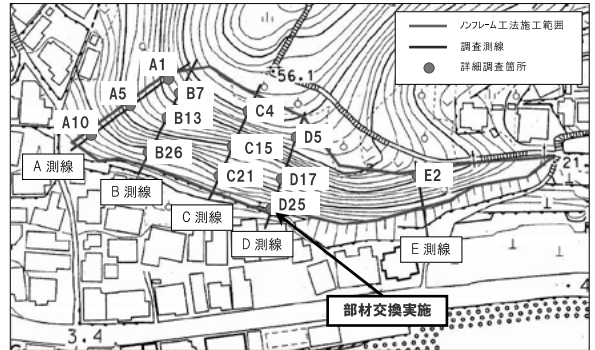 ノンフレーム工法施工範囲
調査測線
詳細調査箇所
56.1
A1
A5
B7
A10
B13
C4
D5
B26
C15
A 測線
B 測線
C21
D17
E2
21
C 測線
D25
D 測線
E 測線
部材交換実施
3.4
4